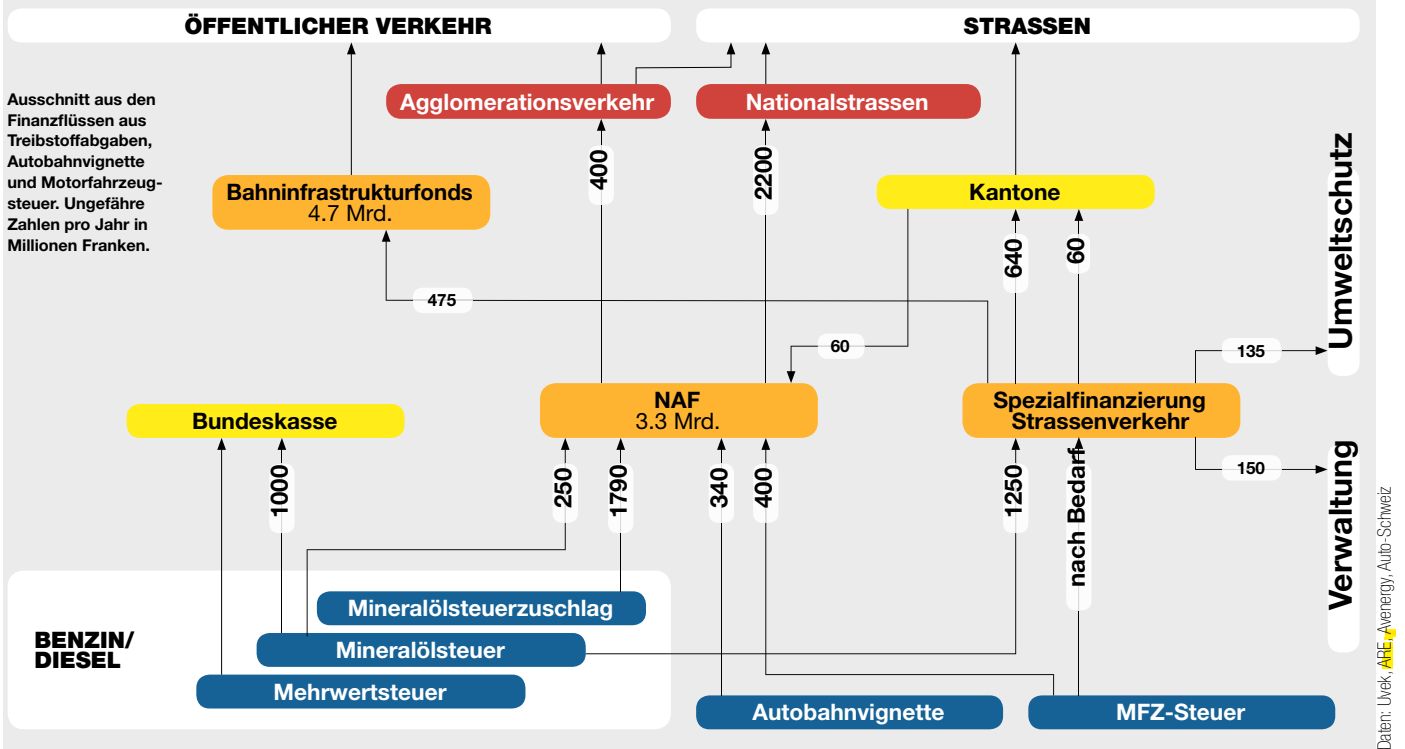 ÖFFENTLICHER VERKEHR
STRASSEN
Ausschnitt aus den
Finanzflüssen aus
Treibstoffabgaben,
Autobahnvignette
und Motorfahrzeug-
steuer. Ungefähre
Zahlen pro Jahr in
Millionen Franken.
Agglomerationsverkehr
Nationalstrassen
400
2200
Bahninfrastrukturfonds
4.7 Mrd.
Kantone
640
60
Umweltschutz
475
60
135
Bundeskasse
NAF
3.3 Mrd.
Spezialfinanzierung
Strassenverkehr
150
Verwaltung
1000
250
1790
340
400
1250
nach Bedarf
BENZIN/
DIESEL
Mineralölsteuerzuschlag
Mineralölsteuer
Mehrwertsteuer
Autobahnvignette
MFZ-Steuer
Daten: Uvek, ARE, Avenergy, Auto-Schweiz